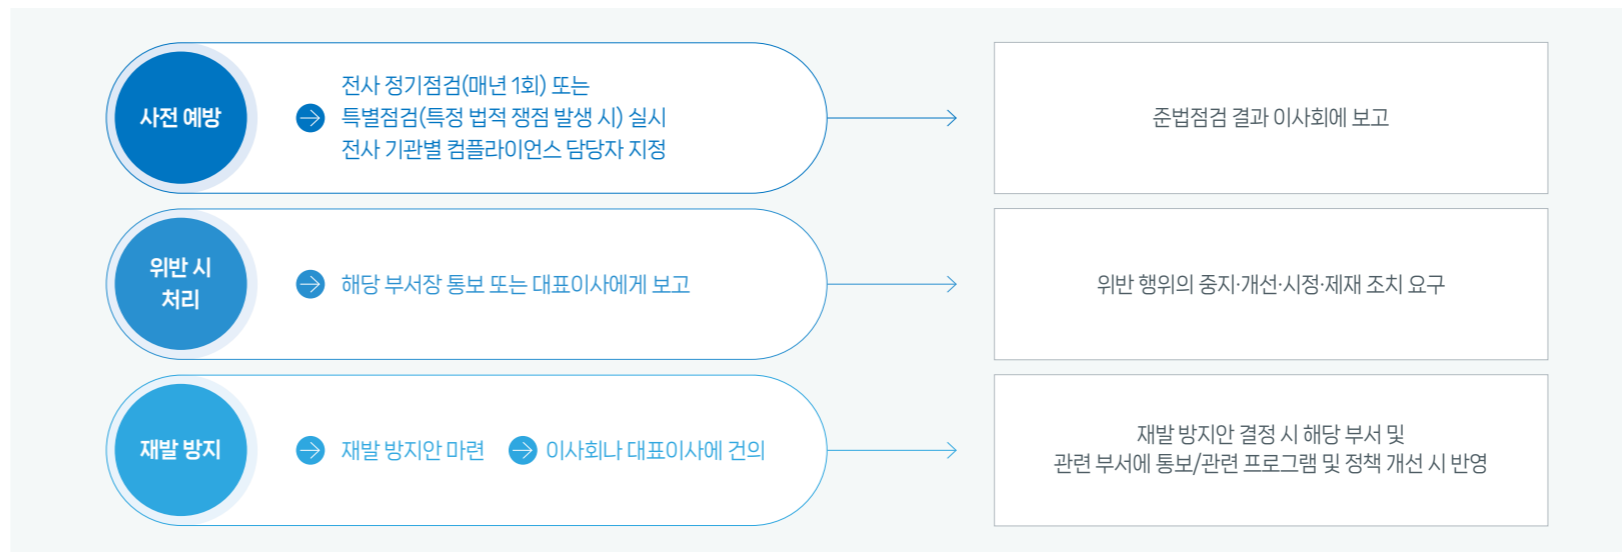 사전 예방
전사 정기점검(매년 1회) 또는
특별점검(특정 법적 쟁점 발생 시) 실시
전사 기관별 컴플라이언스 담당자 지정
준법점검 결과 이사회에 보고
위반 시
처리
해당 부서장 통보 또는 대표이사에게 보고
위반 행위의 중지·개선·시정·제재 조치 요구
재발 방지
재발 방지안 마련
이사회나 대표이사에 건의
재발 방지안 결정 시 해당 부서 및
관련 부서에 통보/관련 프로그램 및 정책 개선 시 반영